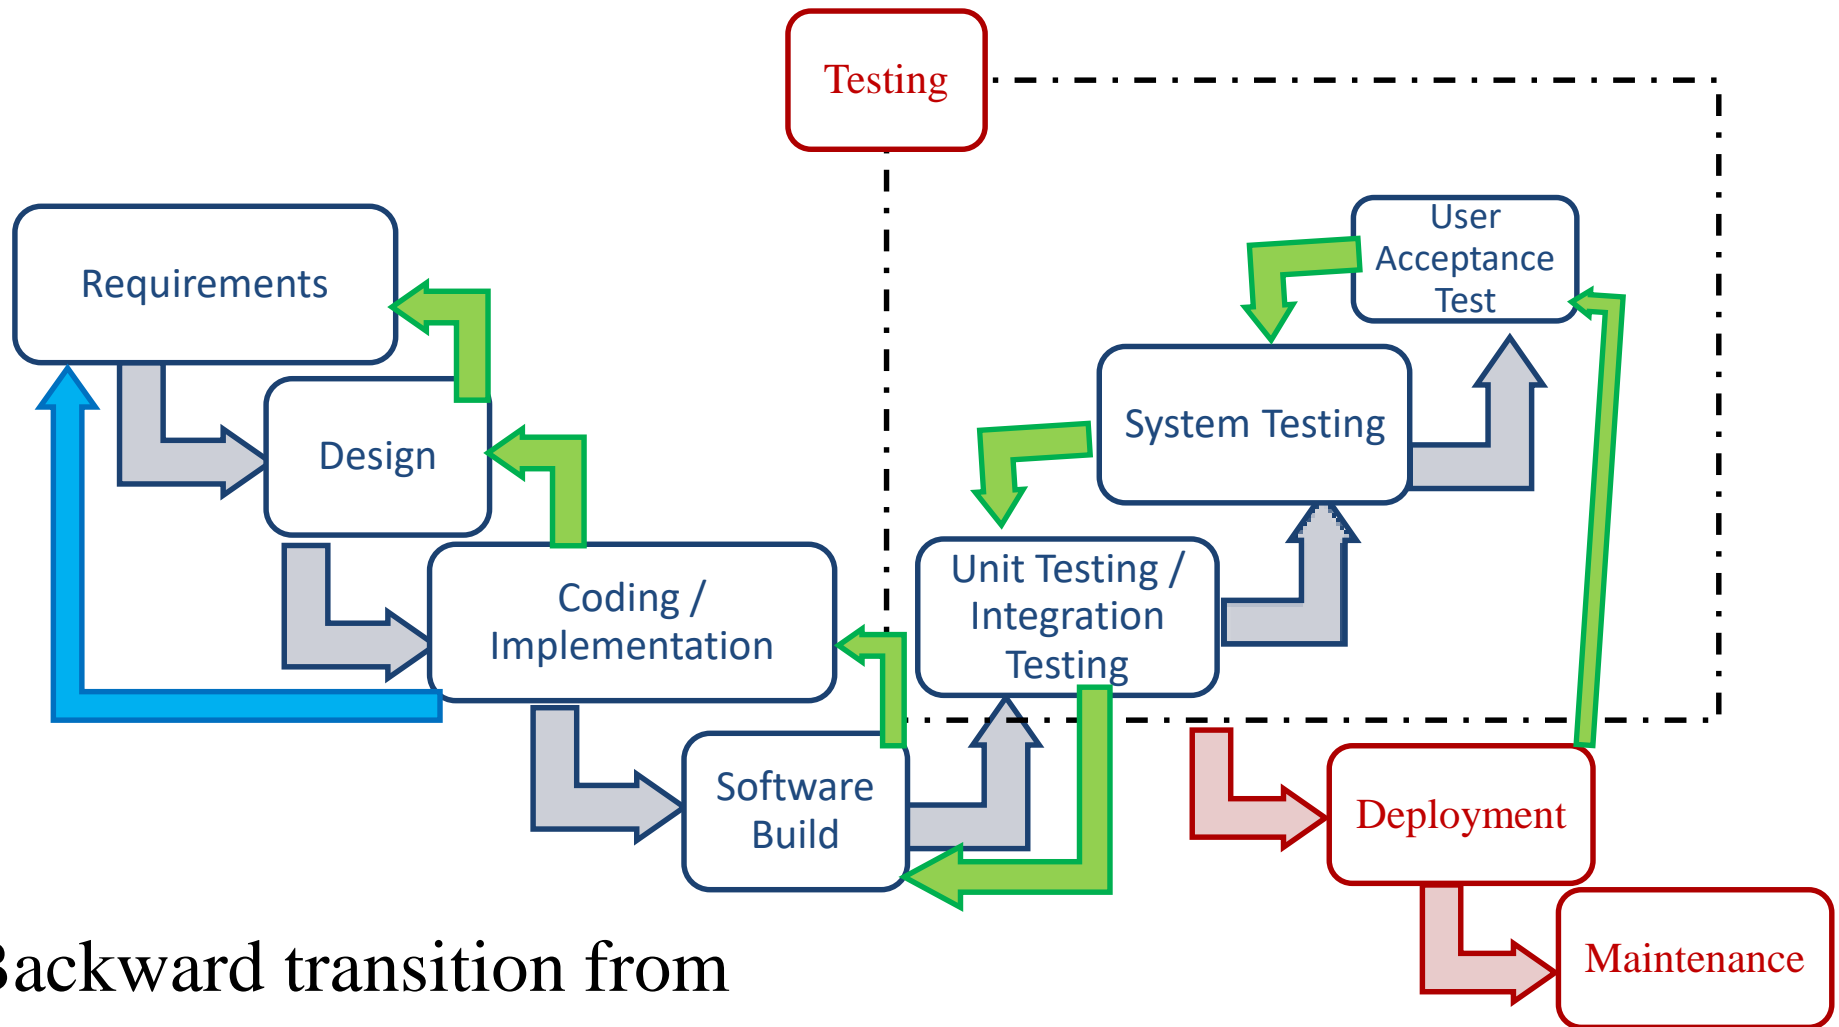 Testing
Requirements
Design
Coding /
Implementation
Software
Build
Unit Testing /
Integration
Testing
System Testing
User
Acceptance
Test
Deployment
Maintenance
Backward transition from